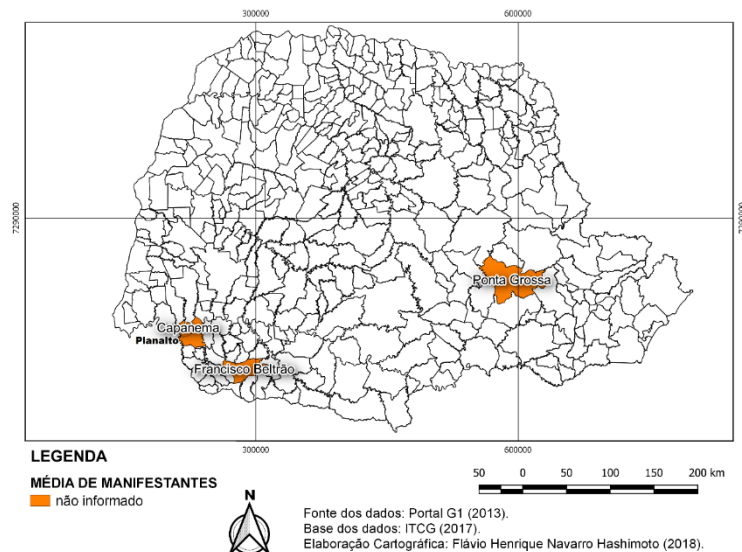 300000 600000
7290000 7290000
Ponta Grossa
Capanema
Planalto
Francisco Beltrão
300000 600000
LEGENDA
MÉDIA DE MANIFESTANTES
não informado
N
50 0 50 100 150 200 km
Fonte dos dados: Portal G1 (2013).
Base dos dados: ITCG (2017).
Elaboração Cartográfica: Flávio Henrique Navarro Hashimoto (2018).